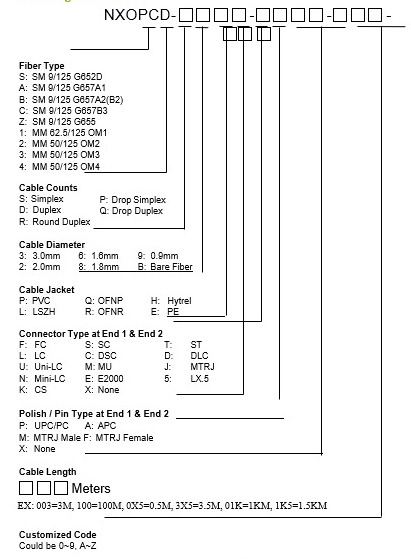 NXOPCD-□□□□-□□□□-□□□-
□□ □
Fiber Type
S: SM 9/125 G652D
A: SM 9/125 G657A1
B: SM 9/125 G657A2(B2)
C: SM 9/125 G657B3
Z: SM 9/125 G655
1: MM 62.5/125 OM1
2: MM 50/125 OM2
3: MM 50/125 OM3
4: MM 50/125 OM4
Cable Counts
S: Simplex P: Drop Simplex
D: Duplex Q: Drop Duplex
R: Round Duplex
Cable Diameter
3: 3.0mm 6: 1.6mm 9: 0.9mm
2: 2.0mm 8: 1.8mm B: Bare Fiber
Cable Jacket
P: PVC Q: OFNP H: Hytrel
L: LSZH R: OFNR E: PE
Connector Type at End 1 & End 2
F: FC S: SC T: ST
L: LC C: DSC D: DLC
U: Uni-LC M: MU J: MTRJ
N: Mini-LC E: E2000 5: LX.5
K: CS X: None
Polish / Pin Type at End 1 & End 2
P: UPC/PC A: APC
M: MTRJ Male F: MTRJ Female
X: None
Cable Length
□□□ Meters
EX: 003=3M, 100=100M, 0X5=0.5M, 3X5=3.5M, 01K=1KM, 1K5=1.5KM
Customized Code
Could be 0~9, A~Z